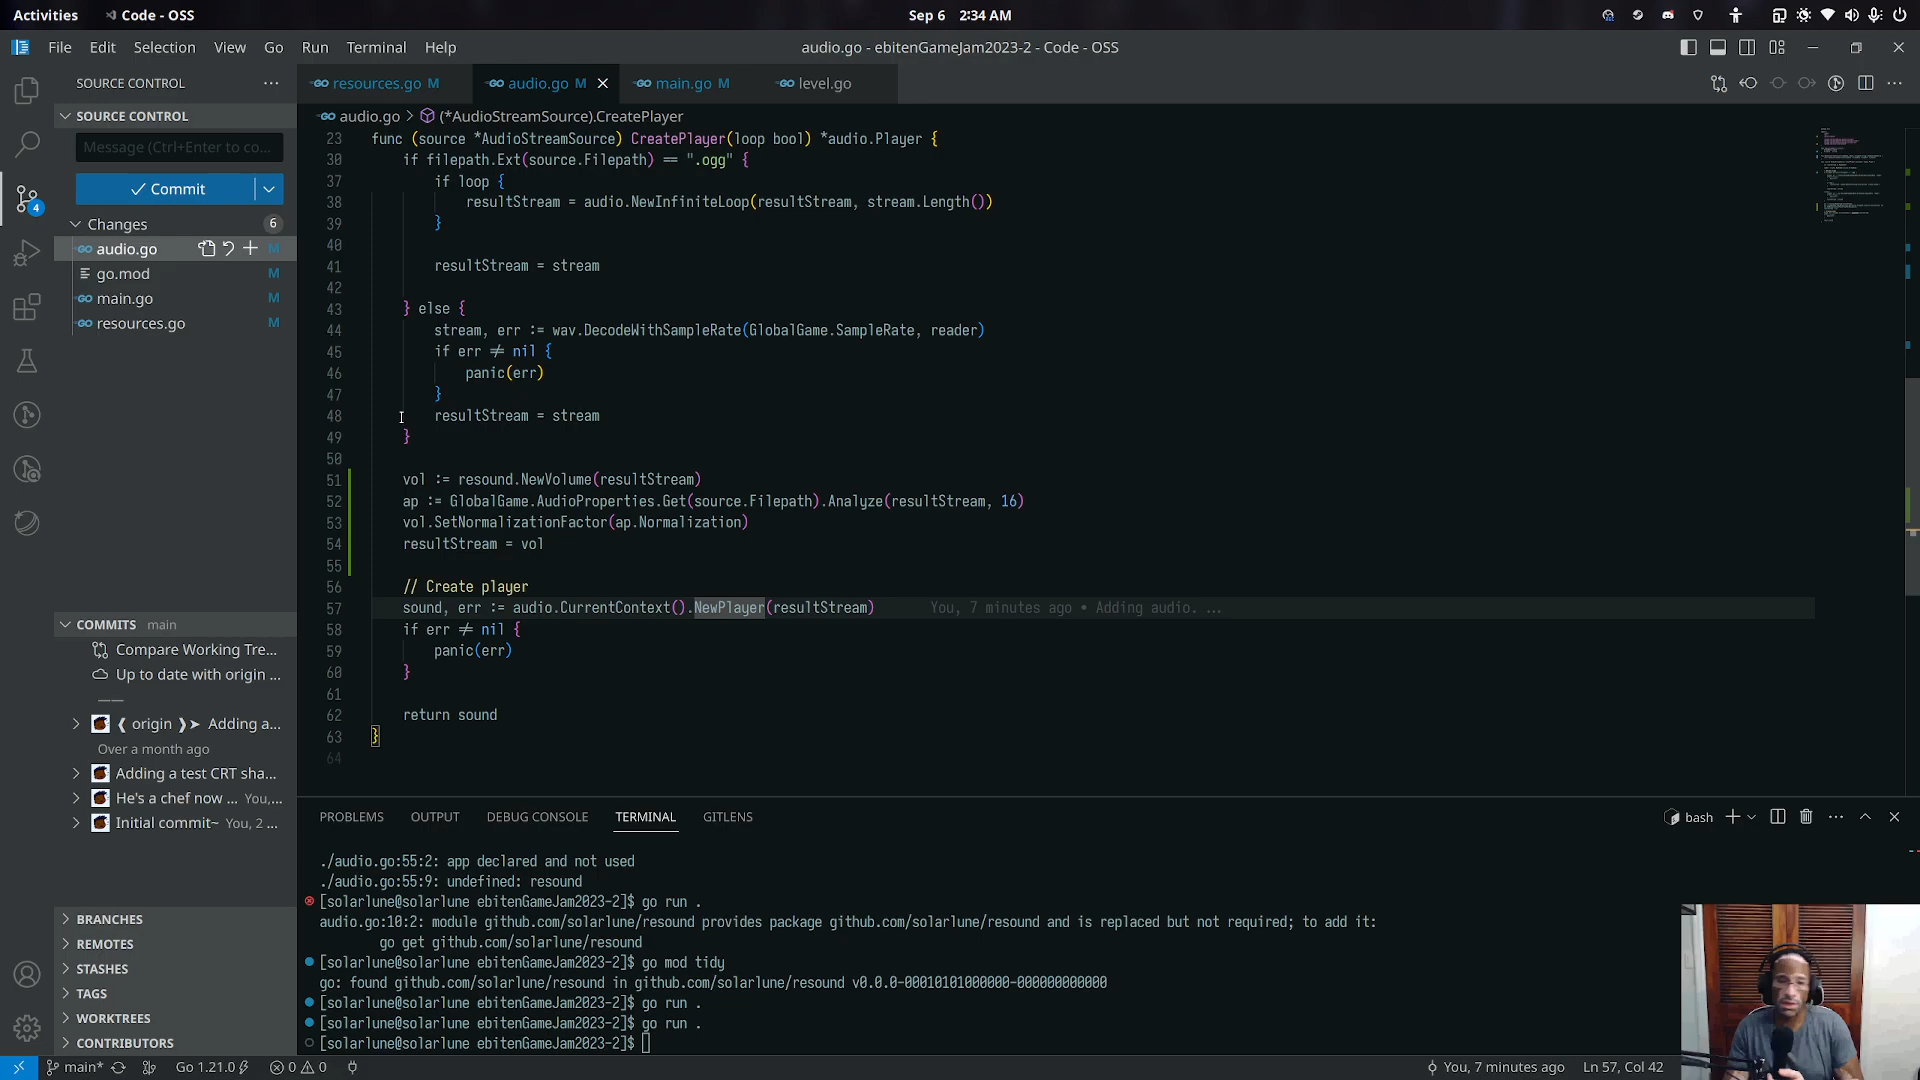 Activities
Code - OSS
Sep 6 2:34 AM
File Edit Selection View Go Run Terminal Help
audio.go - ebitenGameJam2023-2 - Code - OSS
SOURCE CONTROL
resources.go M
audio.go M
main.go M
level.go
SOURCE CONTROL
audio.go > (*AudioStreamSource).CreatePlayer
Message (Ctrl+Enter to co...
Commit
Changes
6
audio.go
M
go.mod
M
main.go
M
resources.go
M
4
23 func (source *AudioStreamSource) CreatePlayer(loop bool) *audio.Player {
30 if filepath.Ext(source.Filepath) == ".ogg" {
37 if loop {
38 resultStream = audio.NewInfiniteLoop(resultStream, stream.Length())
39 }
40
41 resultStream = stream
42
43 } else {
44 stream, err := wav.DecodeWithSampleRate(GlobalGame.SampleRate, reader)
45 if err != nil {
46 panic(err)
47 }
48 resultStream = stream
49 }
50
51 vol := resound.NewVolume(resultStream)
52 ap := GlobalGame.AudioProperties.Get(source.Filepath).Analyze(resultStream, 16)
53 vol.SetNormalizationFactor(ap.Normalization)
54 resultStream = vol
55
56 // Create player
57 sound, err := audio.CurrentContext().NewPlayer(resultStream) You, 7 minutes ago • Adding audio. ...
58 if err != nil {
59 panic(err)
60 }
61
62 return sound
63 }
64
COMMITS main
Compare Working Tre...
Up to date with origin ...
origin Adding a...
Over a month ago
Adding a test CRT sha...
He's a chef now ... You,...
Initial commit~ You, 2 ...
BRANCHES
REMOTES
STASHES
TAGS
WORKTREES
CONTRIBUTORS
PROBLEMS OUTPUT DEBUG CONSOLE TERMINAL GITLENS
bash
./audio.go:55:2: app declared and not used
./audio.go:55:9: undefined: resound
[solarlune@solarlune ebitenGameJam2023-2]$ go run .
audio.go:10:2: module github.com/solarlune/resound provides package github.com/solarlune/resound and is replaced but not required; to add it:
go get github.com/solarlune/resound
[solarlune@solarlune ebitenGameJam2023-2]$ go mod tidy
go: found github.com/solarlune/resound in github.com/solarlune/resound v0.0.0-00010101000000-000000000000
[solarlune@solarlune ebitenGameJam2023-2]$ go run .
[solarlune@solarlune ebitenGameJam2023-2]$ go run .
[solarlune@solarlune ebitenGameJam2023-2]$
main*
Go 1.21.0
0
0
You, 7 minutes ago
Ln 57, Col 42